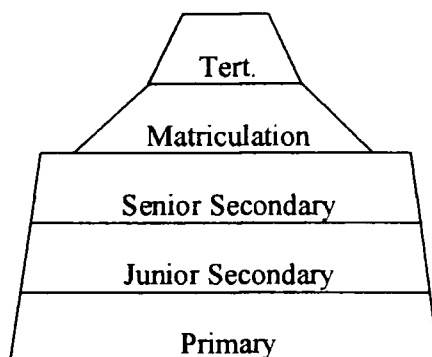 Tert.
Matriculation
Senior Secondary
Junior Secondary
Primary